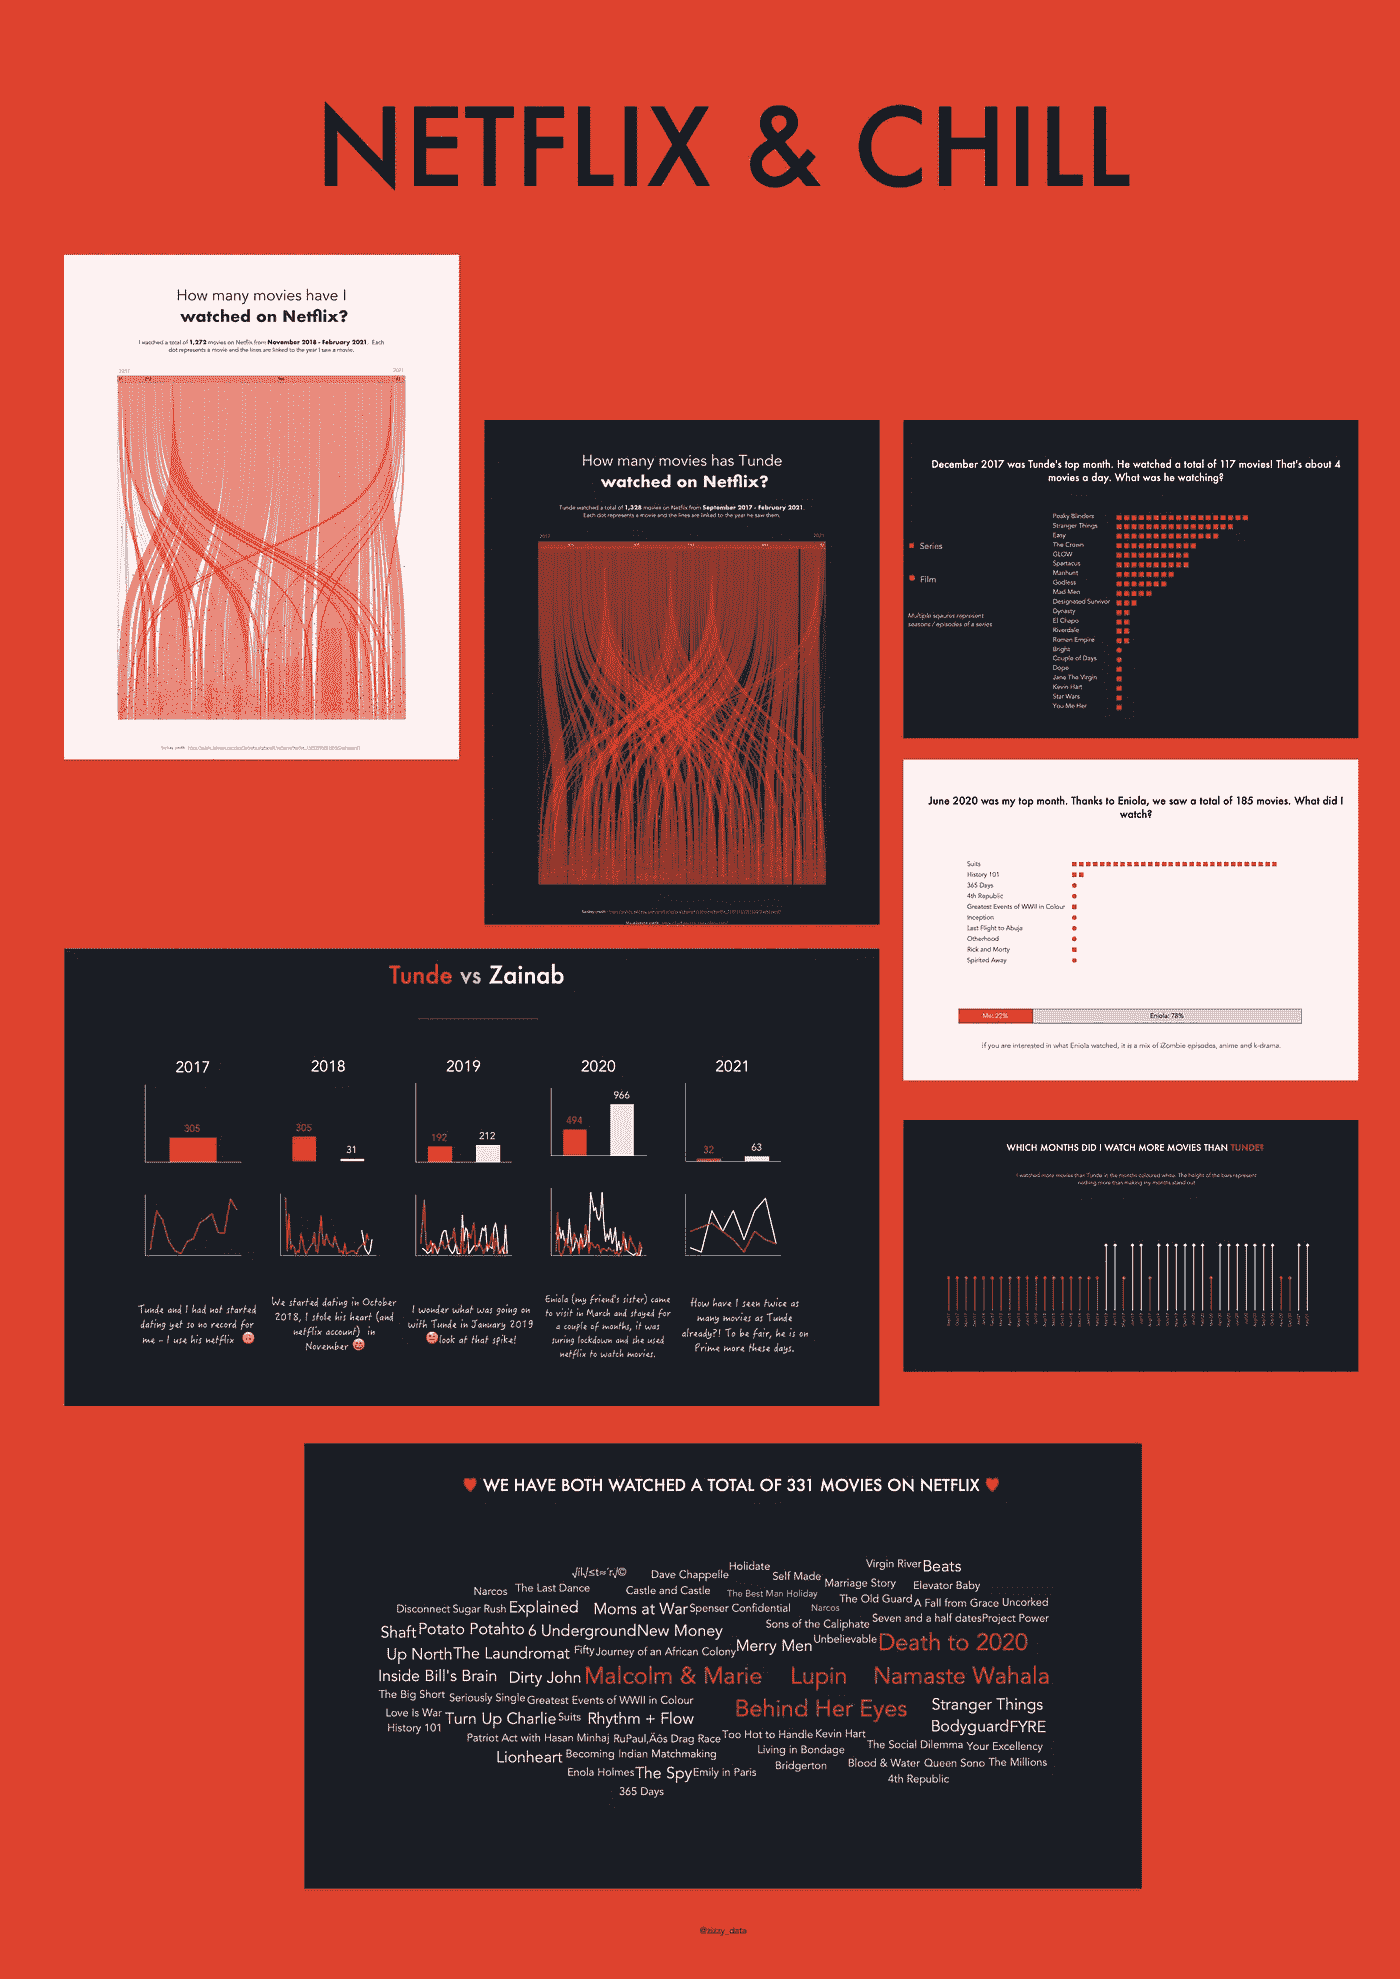 NETFLIX & CHILL
How many movies have I
watched on Netflix?
I watched a total of 1,272 movies on Netflix from November 2018 - February 2021. Each
dot represents a movie and the lines are linked to the year I saw a movie.
2017
2021
How many movies has Tunde
watched on Netflix?
Tunde watched a total of 1,328 movies on Netflix from September 2017 - February 2021.
Each dot represents a movie and the lines are linked to the year he saw them.
2017
2021
December 2017 was Tunde's top month. He watched a total of 117 movies! That's about 4
movies a day. What was he watching?
Series
Film
Multiple squares represent
seasons / episodes of a series
Peaky Blinders
Stranger Things
Easy
The Crown
GLOW
Spartacus
Manhunt
Godless
Mad Men
Designated Survivor
Dynasty
El Chapo
Riverdale
Roman Empire
Bright
Couple of Days
Dope
Jane The Virgin
Kevin Hart
Star Wars
You Me Her
June 2020 was my top month. Thanks to Eniola, we saw a total of 185 movies. What did I
watch?
Suits
History 101
365 Days
4th Republic
Greatest Events of WWII in Colour
Inception
Last Flight to Abuja
Otherhood
Rick and Morty
Spirited Away
Me: 22%
Eniola: 78%
If you are interested in what Eniola watched, it is a mix of iZombie episodes, anime and k-drama.
Tunde vs Zainab
2017
2018
2019
2020
2021
305
305
31
192
212
494
966
32
63
Tunde and I had not started
dating yet so no record for
me - I use his netflix
We started dating in October
2018, I stole his heart (and
netflix account) in
November
I wonder what was going on
with Tunde in January 2019
look at that spike!
Eniola (my friend's sister) came
to visit in March and stayed for
a couple of months, it was
suring lockdown and she used
netflix to watch movies.
How have I seen twice as
many movies as Tunde
already?! To be fair, he is on
Prime more these days.
WHICH MONTHS DID I WATCH MORE MOVIES THAN TUNDE?
I watched more movies than Tunde in the months coloured white. The height of the bars represent
nothing more than making my months stand out
♥ WE HAVE BOTH WATCHED A TOTAL OF 331 MOVIES ON NETFLIX ♥
Holidate Virgin River Beats
Dave Chappelle Self Made Marriage Story Elevator Baby
Narcos The Last Dance Castle and Castle The Best Man Holiday The Old Guard A Fall from Grace Uncorked
Disconnect Sugar Rush Explained Moms at War Spenser Confidential Narcos Seven and a half dates Project Power
Shaft Potato Potahto 6 Underground New Money Sons of the Caliphate Unbelievable Death to 2020
Up North The Laundromat Fifty Journey of an African Colony Merry Men
Inside Bill's Brain Dirty John Malcolm & Marie Lupin Namaste Wahala
The Big Short Seriously Single Greatest Events of WWII in Colour Behind Her Eyes Stranger Things
Love Is War Turn Up Charlie Suits Rhythm + Flow Bodyguard FYRE
History 101
Patriot Act with Hasan Minhaj RuPaul‚Äôs Drag Race Too Hot to Handle Kevin Hart The Social Dilemma Your Excellency
Lionheart Becoming Indian Matchmaking Living in Bondage Blood & Water Queen Sono The Millions
Enola Holmes The Spy Emily in Paris Bridgerton 4th Republic
365 Days